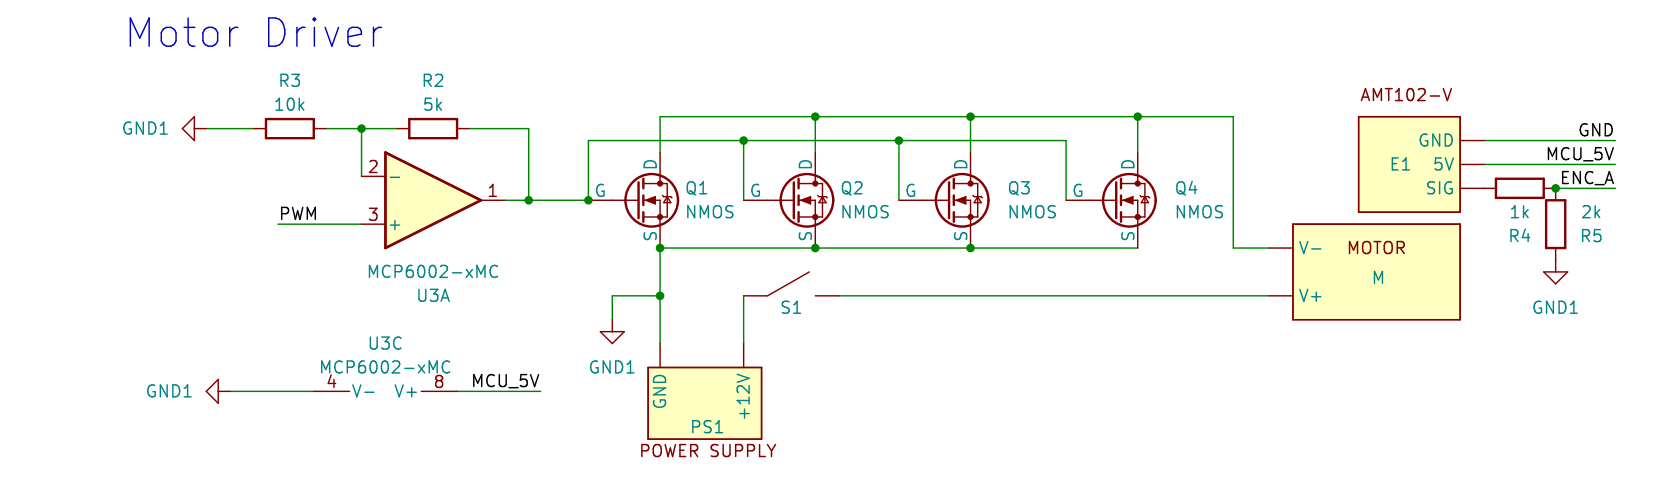 Motor Driver
R3
10k
R2
5k
GND1
2
1
3
PWM
MCP6002-xMC
U3A
U3C
MCP6002-xMC
GND1
4
V-
V+
8
MCU_5V
G
D
S
Q1
NMOS
G
D
S
Q2
NMOS
G
D
S
Q3
NMOS
G
D
S
Q4
NMOS
S1
GND1
GND
+12V
PS1
POWER SUPPLY
AMT102-V
E1
GND
5V
SIG
GND
MCU_5V
ENC_A
1k
R4
2k
R5
GND1
V-
MOTOR
M
V+